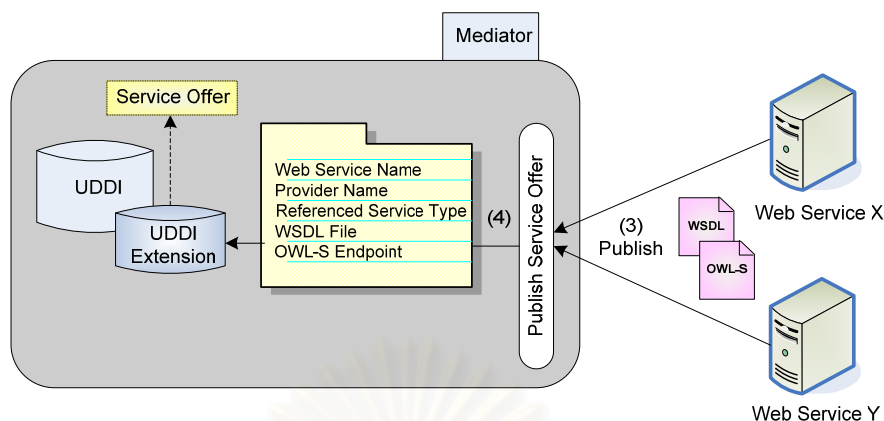 Mediator
Service Offer
UDDI
UDDI
Extension
Web Service Name
Provider Name
Referenced Service Type
WSDL File
OWL-S Endpoint
(4)
Publish Service Offer
(3)
Publish
WSDL
OWL-S
Web Service X
Web Service Y